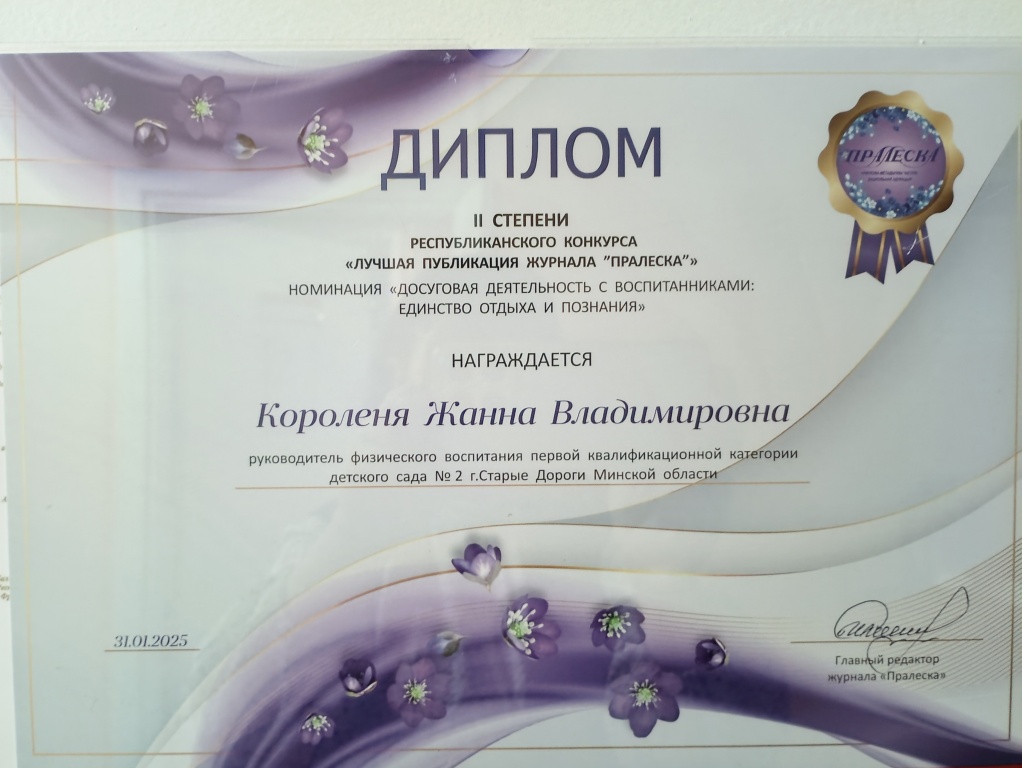 ДИПЛОМ
ПРАЛЕСКА
II СТЕПЕНИ
РЕСПУБЛИКАНСКОГО КОНКУРСА
«ЛУЧШАЯ ПУБЛИКАЦИЯ ЖУРНАЛА "ПРАЛЕСКА"»
НОМИНАЦИЯ «ДОСУГОВАЯ ДЕЯТЕЛЬНОСТЬ С ВОСПИТАННИКАМИ:
ЕДИНСТВО ОТДЫХА И ПОЗНАНИЯ»
НАГРАЖДАЕТСЯ
Короленя Жанна Владимировна
руководитель физического воспитания первой квалификационной категории
детского сада №2 г.Старые Дороги Минской области
31.01.2025
Главный редактор
журнала «Пралеска»